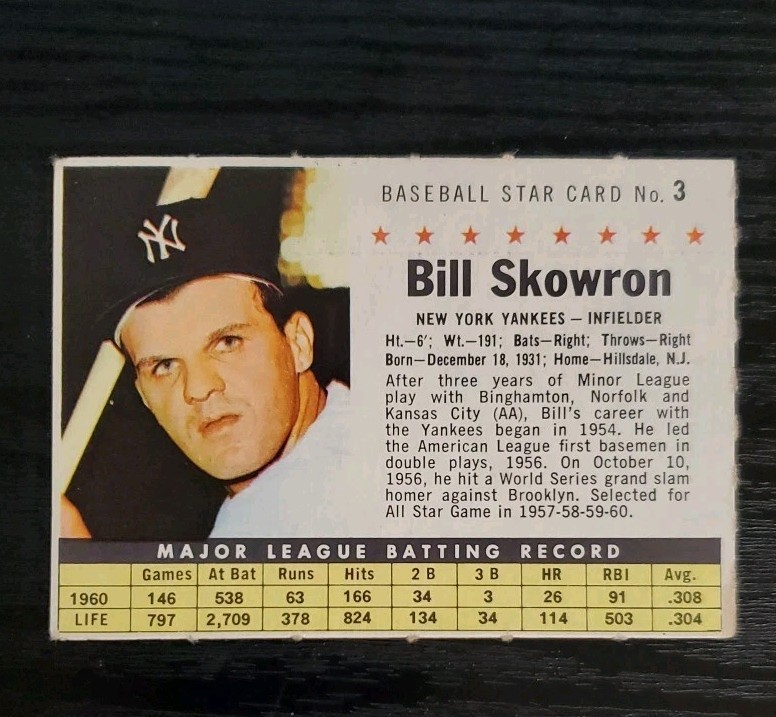 NY
BASEBALL STAR CARD No. 3
Bill Skowron
NEW YORK YANKEES — INFIELDER
Ht.—6'; Wt.—191; Bats—Right; Throws—Right
Born—December 18, 1931; Home—Hillsdale, N.J.
After three years of Minor League
play with Binghamton, Norfolk and
Kansas City (AA), Bill's career with
the Yankees began in 1954. He led
the American League first basemen in
double plays, 1956. On October 10,
1956, he hit a World Series grand slam
homer against Brooklyn. Selected for
All Star Game in 1957-58-59-60.
MAJOR LEAGUE BATTING RECORD
Games At Bat Runs Hits 2 B 3 B HR RBI Avg.
1960 146 538 63 166 34 3 26 91 .308
LIFE 797 2,709 378 824 134 34 114 503 .304